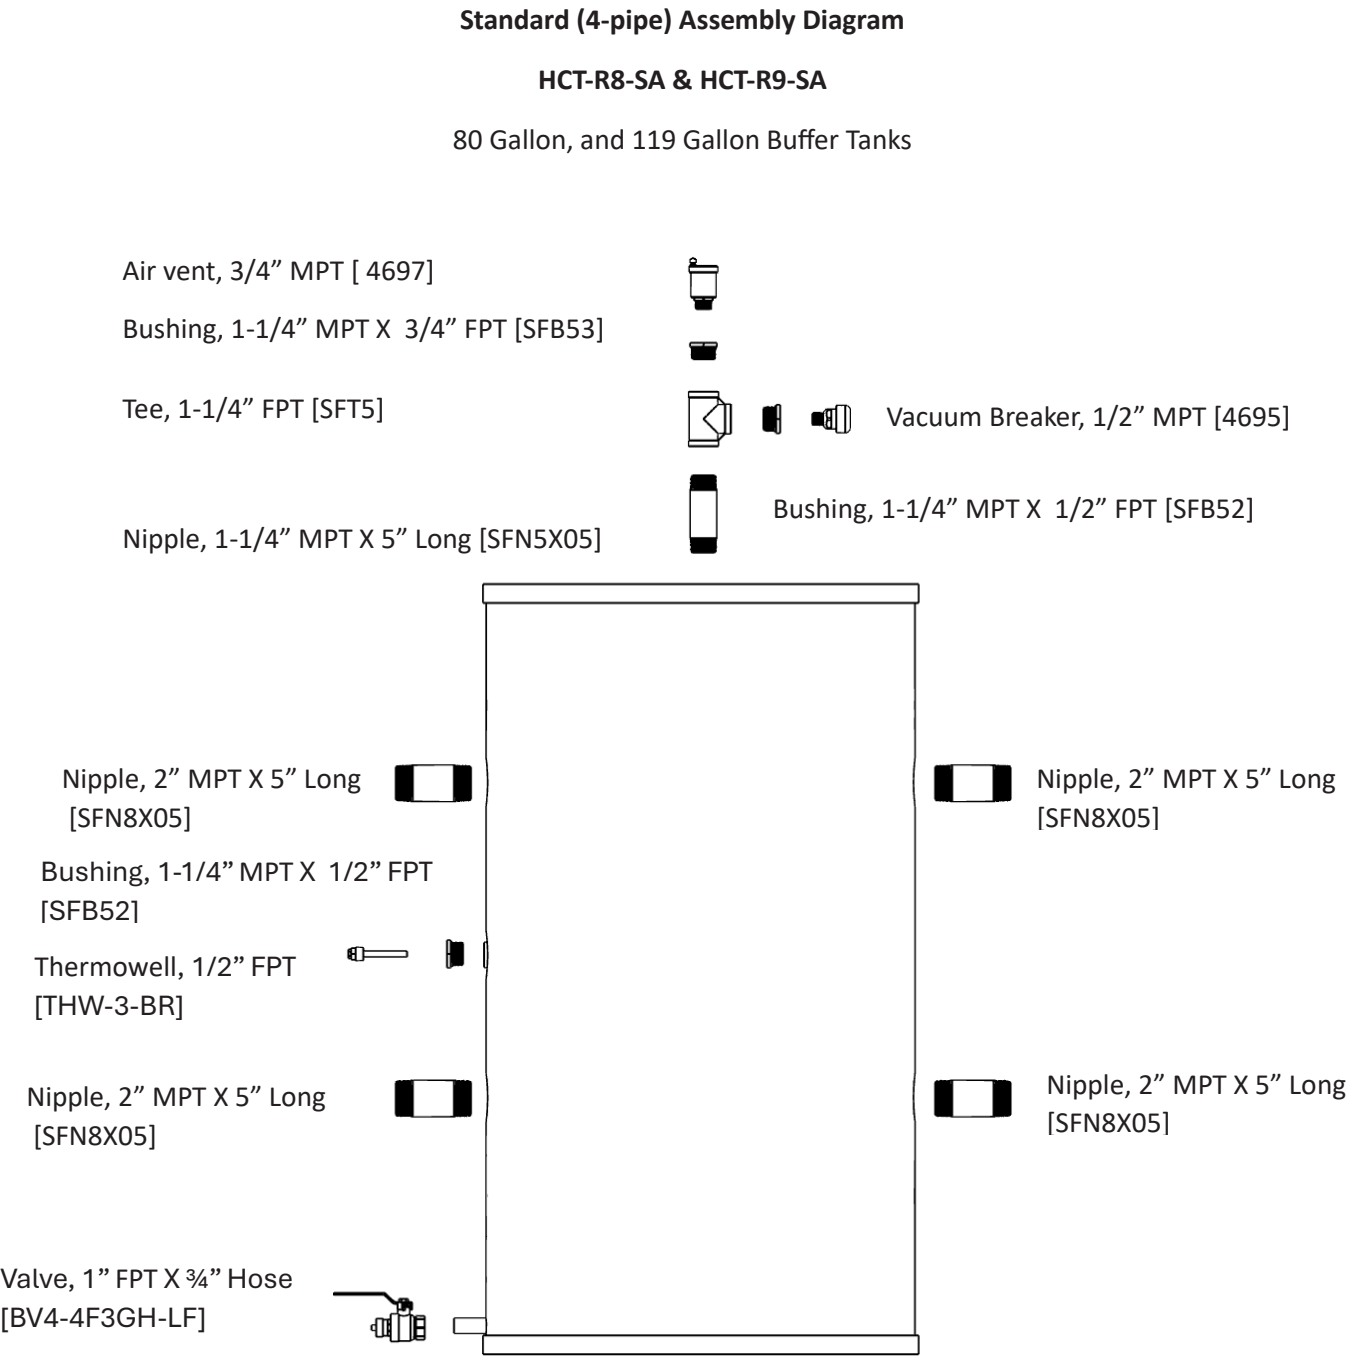 Standard (4-pipe) Assembly Diagram
HCT-R8-SA & HCT-R9-SA
80 Gallon, and 119 Gallon Buffer Tanks
Air vent, 3/4” MPT [ 4697]
Bushing, 1-1/4” MPT X  3/4” FPT [SFB53]
Tee, 1-1/4” FPT [SFT5]
Vacuum Breaker, 1/2” MPT [4695]
Bushing, 1-1/4” MPT X  1/2” FPT [SFB52]
Nipple, 1-1/4” MPT X 5” Long [SFN5X05]
Nipple, 2” MPT X 5” Long
[SFN8X05]
Nipple, 2” MPT X 5” Long
[SFN8X05]
Bushing, 1-1/4” MPT X  1/2” FPT
[SFB52]
Thermowell, 1/2” FPT
[THW-3-BR]
Nipple, 2” MPT X 5” Long
[SFN8X05]
Nipple, 2” MPT X 5” Long
[SFN8X05]
Valve, 1” FPT X ¾” Hose
[BV4-4F3GH-LF]